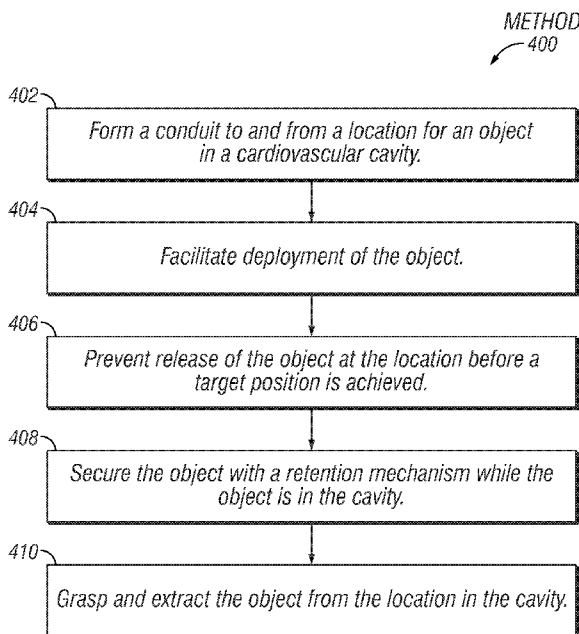 METHOD
400
402
Form a conduit to and from a location for an object
in a cardiovascular cavity.
404
Facilitate deployment of the object.
406
Prevent release of the object at the location before a
target position is achieved.
408
Secure the object with a retention mechanism while the
object is in the cavity.
410
Grasp and extract the object from the location in the cavity.